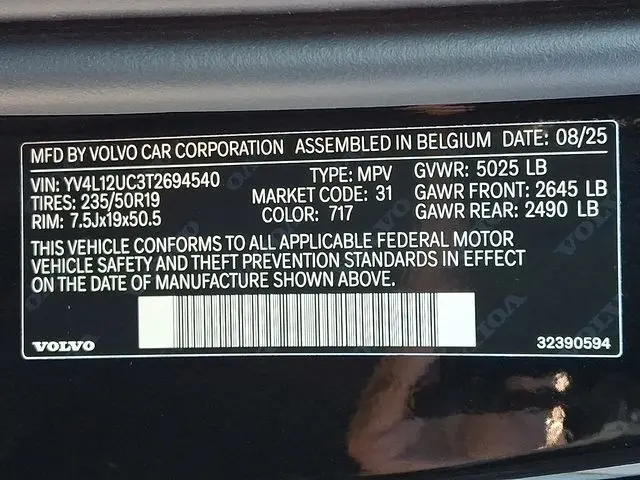 MFD BY VOLVO CAR CORPORATION ASSEMBLED IN BELGIUM DATE: 08/25
VIN: YV4L12UC3T2694540 TYPE: MPV GVWR: 5025 LB
TIRES: 235/50R19 MARKET CODE: 31 GAWR FRONT: 2645 LB
RIM: 7.5Jx19x50.5 COLOR: 717 GAWR REAR: 2490 LB
THIS VEHICLE CONFORMS TO ALL APPLICABLE FEDERAL MOTOR
VEHICLE SAFETY AND THEFT PREVENTION STANDARDS IN EFFECT
ON THE DATE OF MANUFACTURE SHOWN ABOVE.
VOLVO 32390594